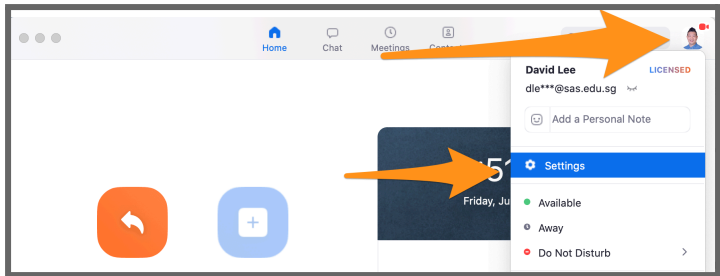 Home
Chat
Meetings
David Lee
LICENSED
dle***@sas.edu.sg
Add a Personal Note
Settings
Friday, Ju
Available
Away
Do Not Disturb